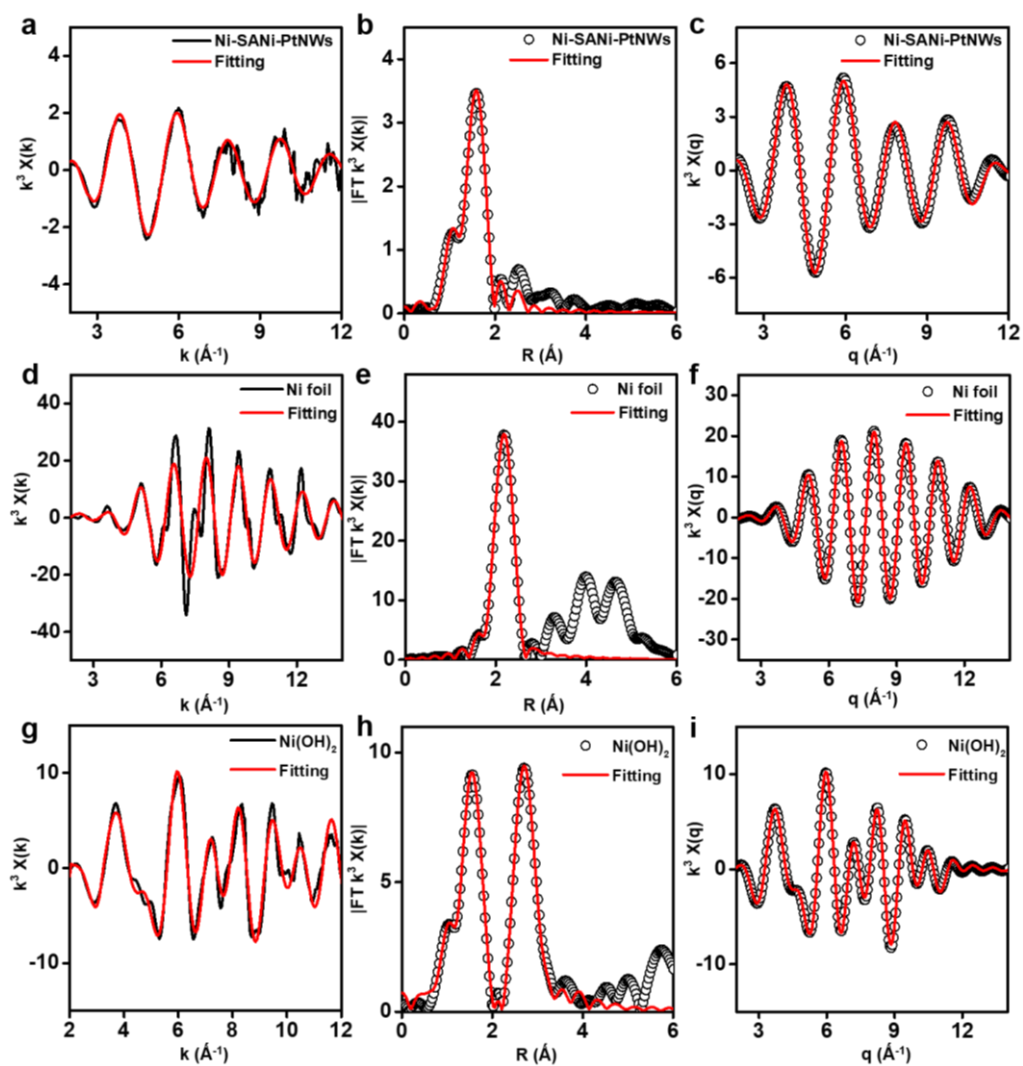 a
Ni-SANi-PtNWs
Fitting
4
2
0
-2
-4
k³ X(k)
3
6
9
12
k (Å⁻¹)
b
Ni-SANi-PtNWs
Fitting
4
3
2
1
0
|FT k³ X(k)|
0
2
4
6
R (Å)
c
Ni-SANi-PtNWs
Fitting
6
3
0
-3
-6
k³ X(q)
3
6
9
12
q (Å⁻¹)
d
Ni foil
Fitting
40
20
0
-20
-40
k³ X(k)
3
6
9
12
k (Å⁻¹)
e
Ni foil
Fitting
40
30
20
10
0
|FT k³ X(k)|
0
2
4
6
R (Å)
f
Ni foil
Fitting
30
20
10
0
-10
-20
-30
k³ X(q)
3
6
9
12
q (Å⁻¹)
g
Ni(OH)₂
Fitting
10
0
-10
k³ X(k)
2
4
6
8
10
12
k (Å⁻¹)
h
Ni(OH)₂
Fitting
10
5
0
|FT k³ X(k)|
0
2
4
6
R (Å)
i
Ni(OH)₂
Fitting
10
0
-10
k³ X(q)
3
6
9
12
q (Å⁻¹)